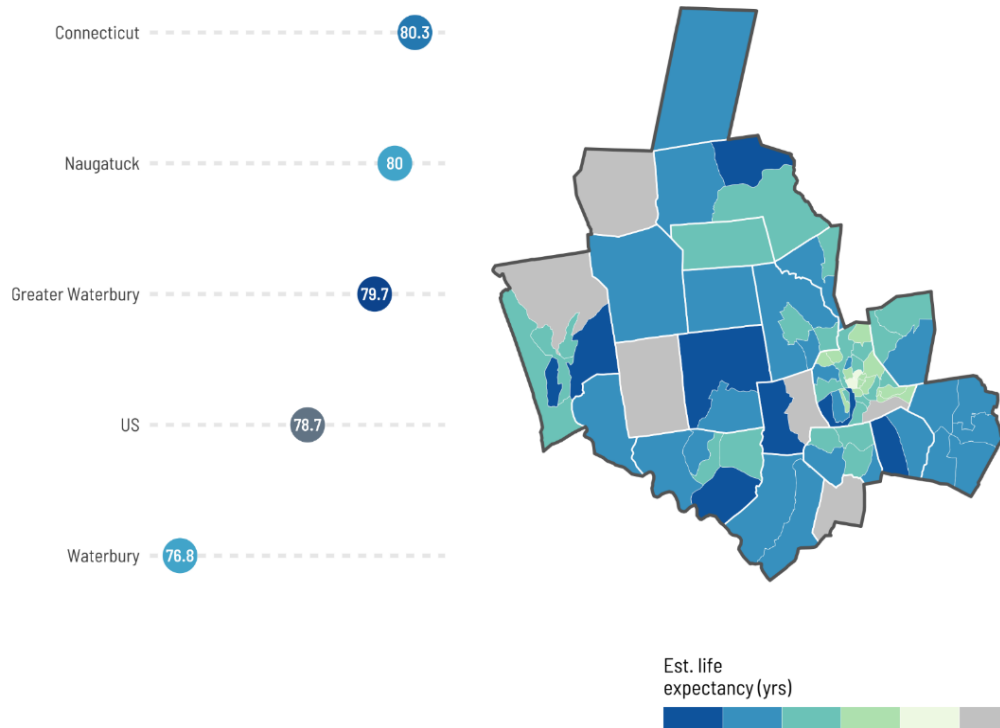 Connecticut
80.3
Naugatuck
80
Greater Waterbury
79.7
US
78.7
Waterbury
76.8
Est. life
expectancy (yrs)